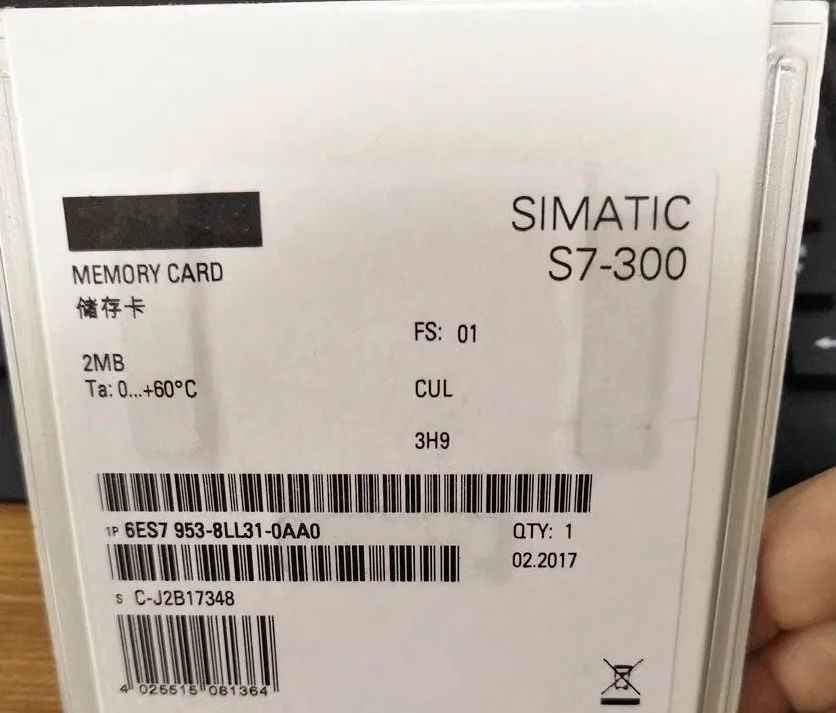 SIMATIC
S7-300
MEMORY CARD
储存卡
2MB
Ta: 0...+60°C
FS: 01
CUL
3H9
1P 6ES7 953-8LL31-0AA0
QTY: 1
02.2017
S C-J2B17348
4 025515 081364